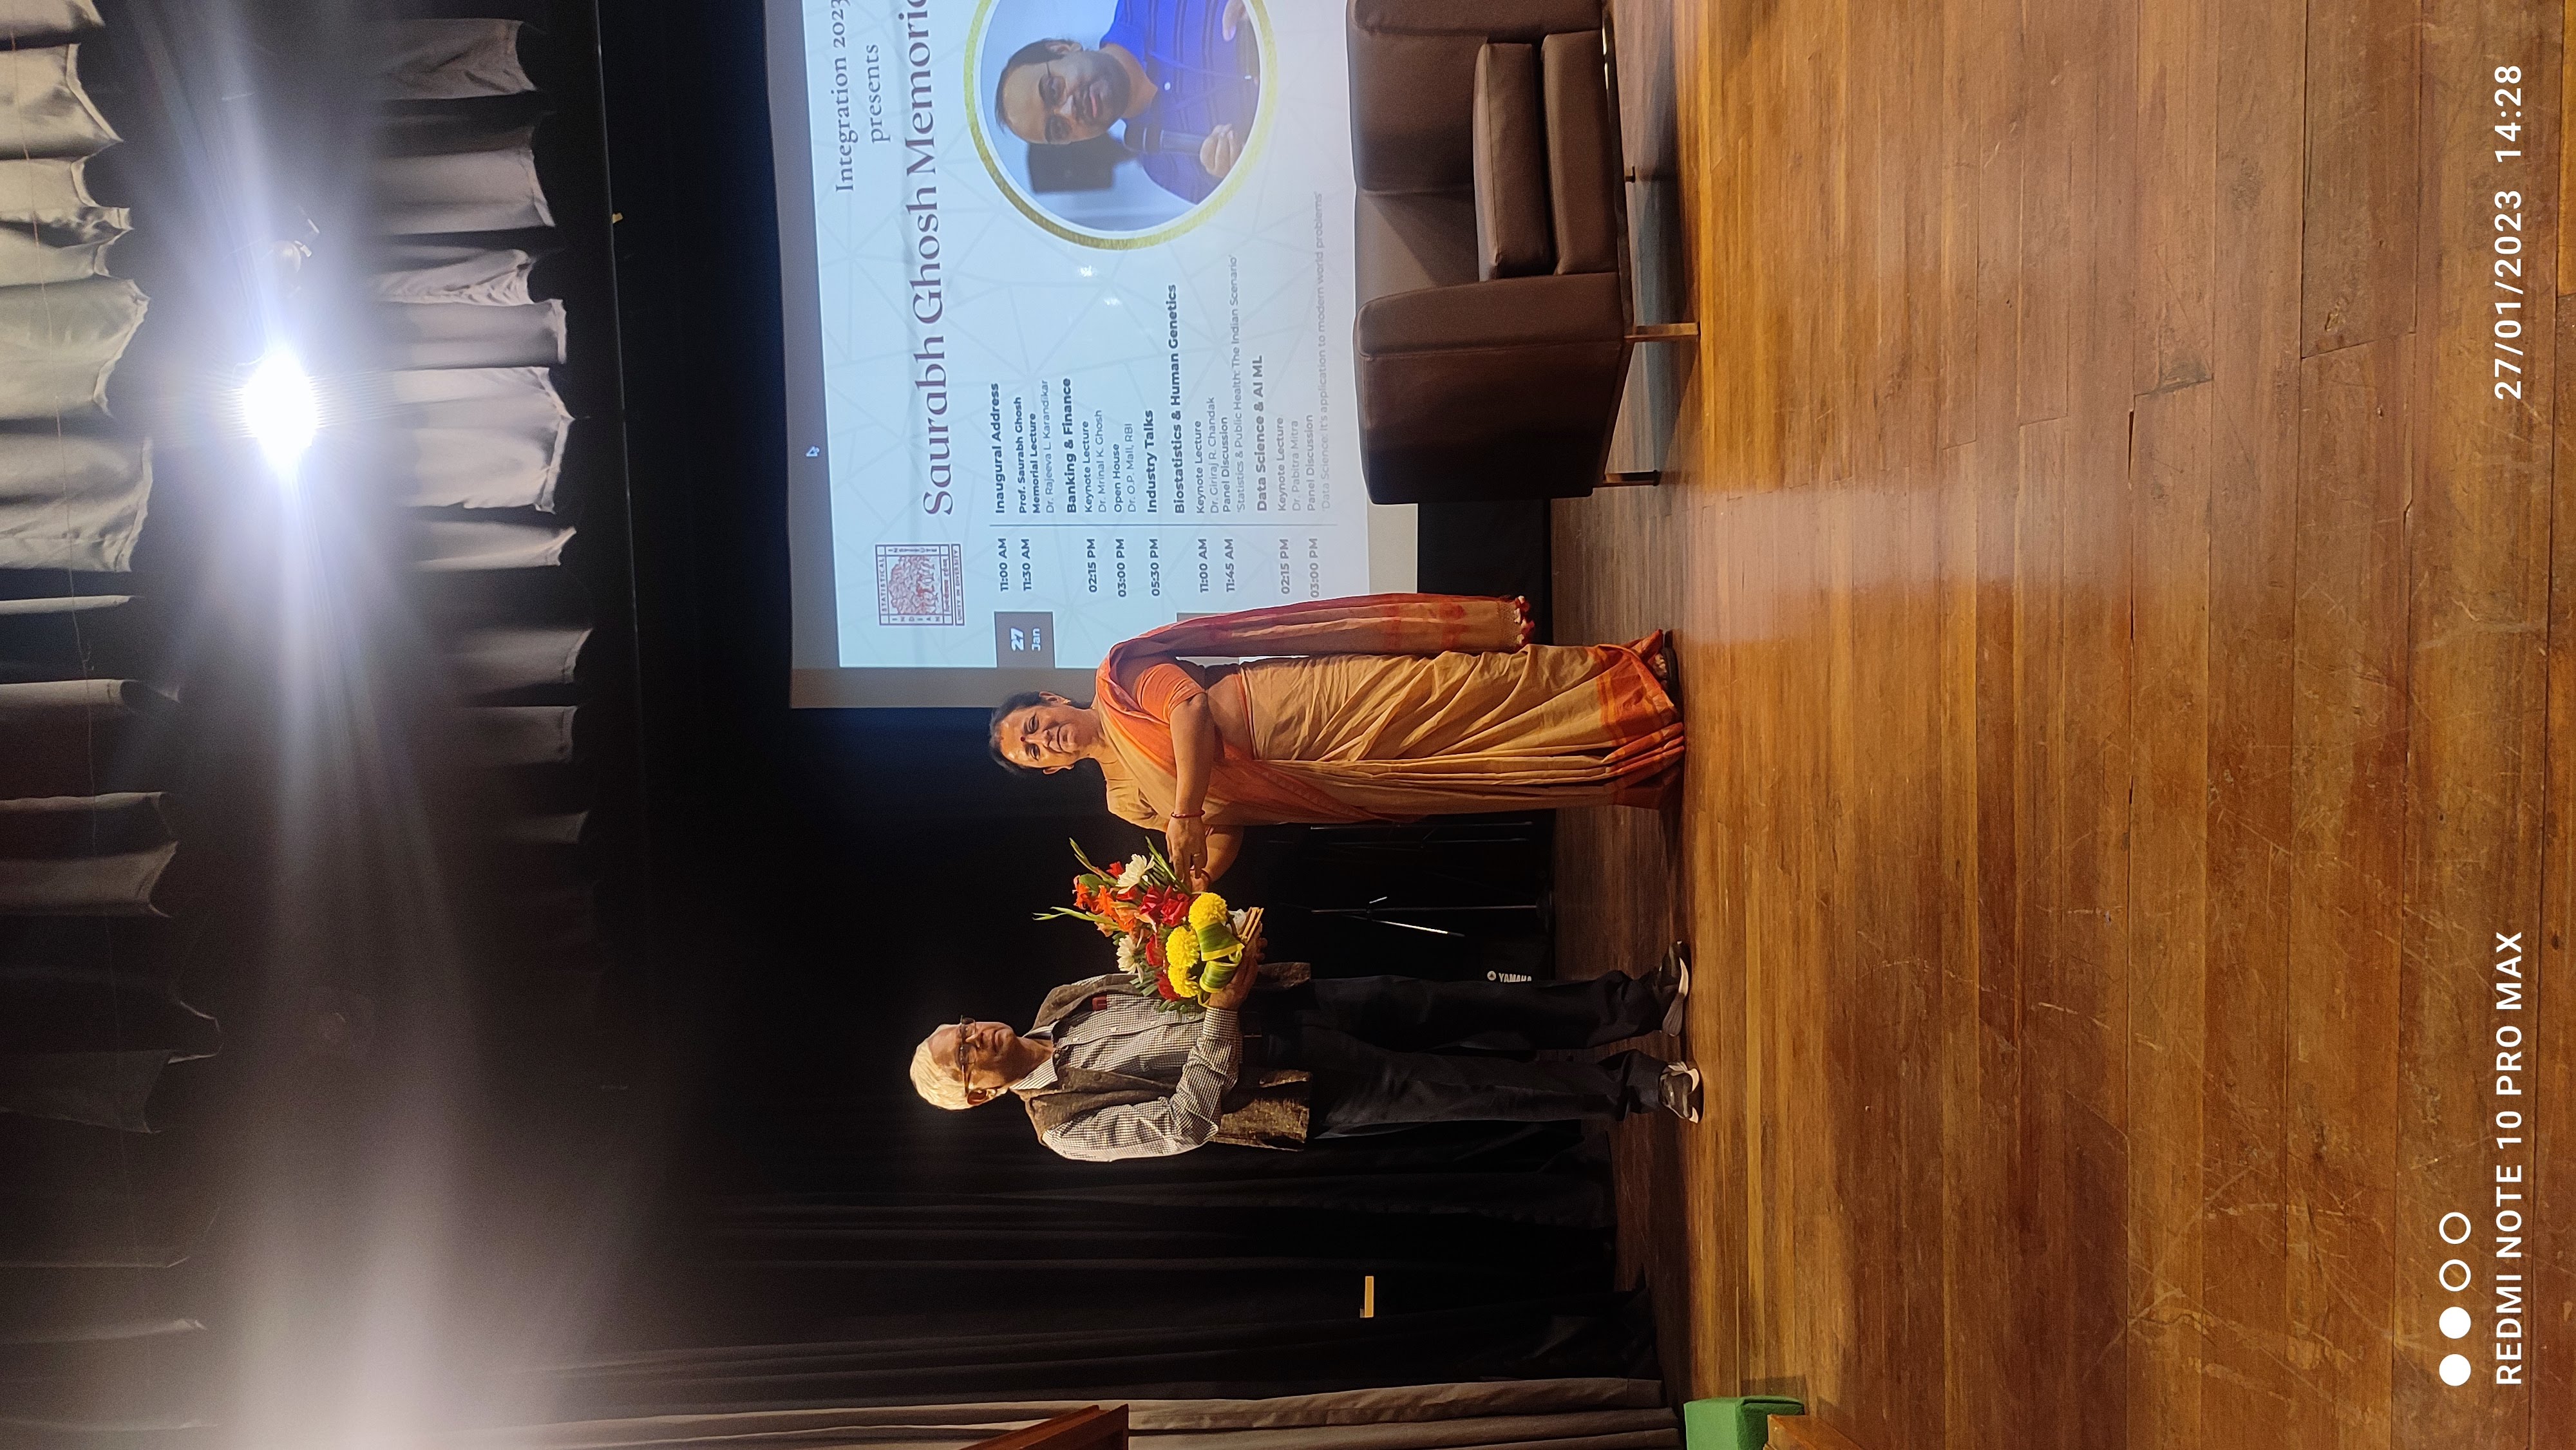 Integration 2023
presents
Saurabh Ghosh
STATISTICAL
INDIAN
INSTITUTE
UNITY IN DIVERSITY
27
Jan
11:00 AM Inaugural Address
11:30 AM Prof. Saurabh Ghosh
Memorial Lecture
Dr. Rajeeva L. Karandikar
Banking & Finance
02:15 PM Keynote Lecture
Dr. Mrinal K. Ghosh
03:00 PM Open House
Dr. O.P. Mall, RBI
05:30 PM Industry Talks
Biostatistics & Human Genetics
11:00 AM Keynote Lecture
Dr. Giriraj R. Chandak
11:45 AM Panel Discussion
'Statistics & Public Health: The Indian Scenario'
Data Science & AI ML
02:15 PM Keynote Lecture
Dr. Pabitra Mitra
03:00 PM Panel Discussion
'Data Science: It's application to modern world problems'
YAMAHA
REDMI NOTE 10 PRO MAX
27/01/2023 14:28